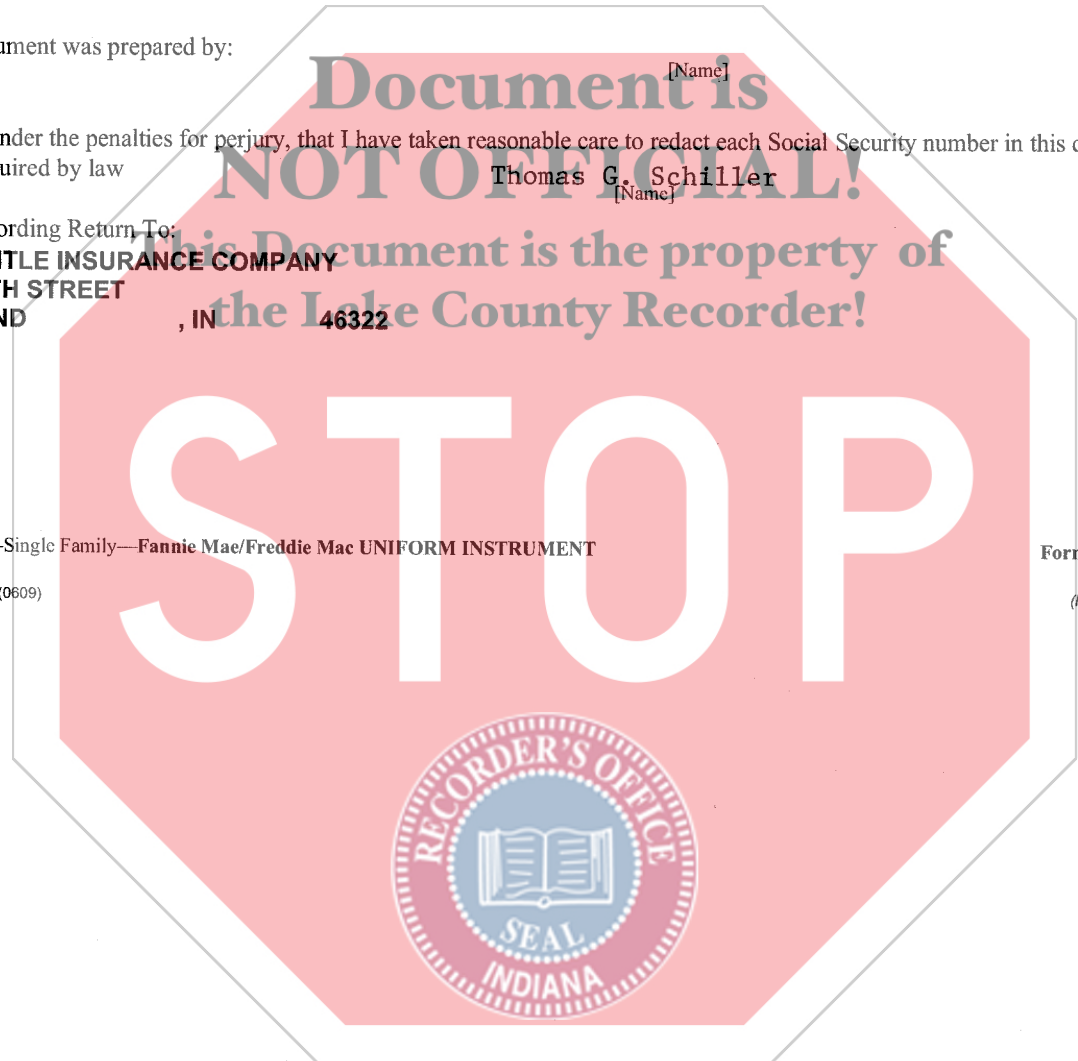 ument was prepared by:
[Name]
Document is
nder the penalties for perjury, that I have taken reasonable care to redact each Social Security number in this
uired by law
Thomas G. Schiller
[Name]
NOT OFFICIAL!
ording Return To:
This Document is the property of
ITLE INSURANCE COMPANY
H STREET
ND , IN 46322
the Lake County Recorder!
STOP
-Single Family—Fannie Mae/Freddie Mac UNIFORM INSTRUMENT
Form
(0609)
RECORDER'S OFFICE
SEAL
INDIANA